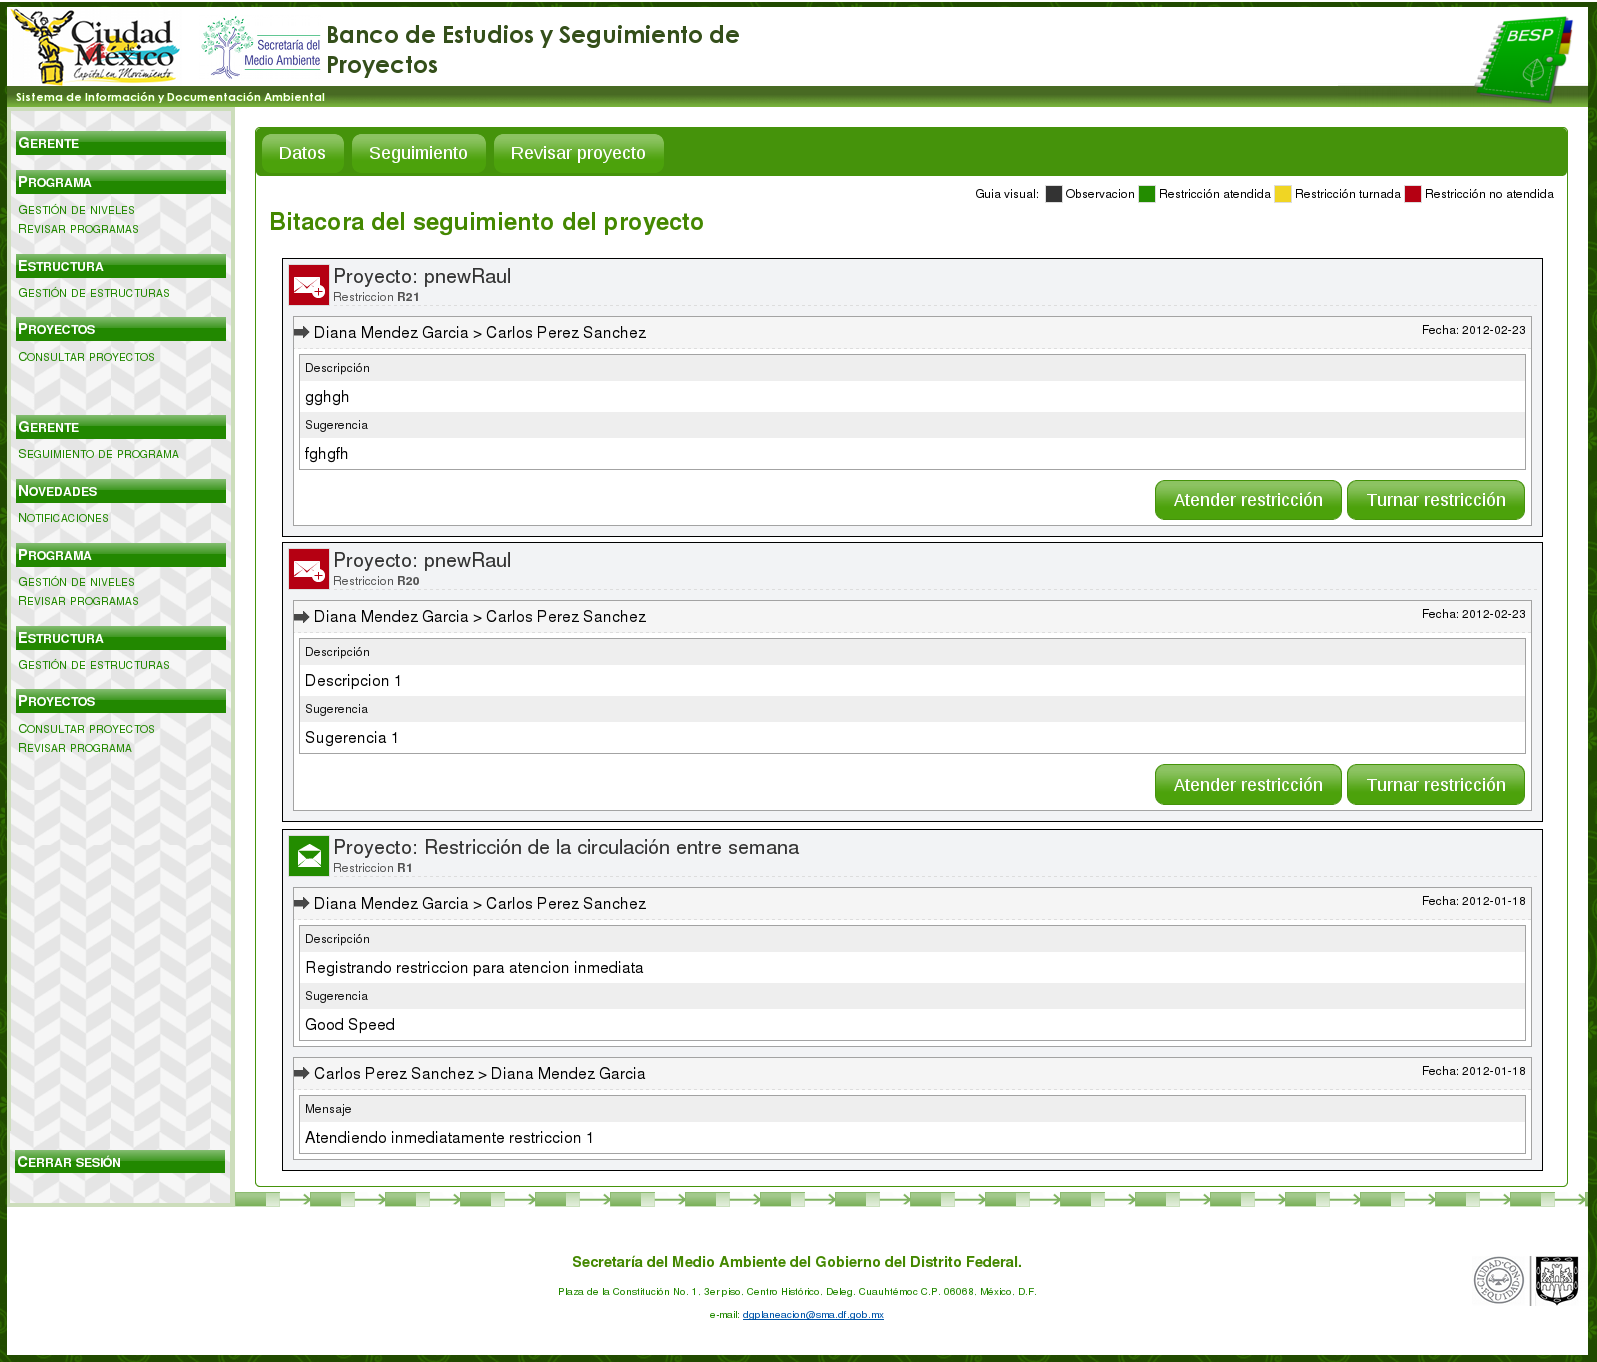 Ciudad
de
México
Capital en Movimiento
Secretaría del
Medio Ambiente
Banco de Estudios y Seguimiento de
Proyectos
BESP
Sistema de Información y Documentación Ambiental
GERENTE
PROGRAMA
GESTIÓN DE NIVELES
REVISAR PROGRAMAS
ESTRUCTURA
GESTIÓN DE ESTRUCTURAS
PROYECTOS
CONSULTAR PROYECTOS
GERENTE
SEGUIMIENTO DE PROGRAMA
NOVEDADES
NOTIFICACIONES
PROGRAMA
GESTIÓN DE NIVELES
REVISAR PROGRAMAS
ESTRUCTURA
GESTIÓN DE ESTRUCTURAS
PROYECTOS
CONSULTAR PROYECTOS
REVISAR PROGRAMA
CERRAR SESIÓN
Datos Seguimiento Revisar proyecto
Guia visual: Observacion Restricción atendida Restricción turnada Restricción no atendida
Bitacora del seguimiento del proyecto
Proyecto: pnewRaul
Restriccion R21
Diana Mendez Garcia > Carlos Perez Sanchez Fecha: 2012-02-23
Descripción
gghgh
Sugerencia
fghgfh
Atender restricción Turnar restricción
Proyecto: pnewRaul
Restriccion R20
Diana Mendez Garcia > Carlos Perez Sanchez Fecha: 2012-02-23
Descripción
Descripcion 1
Sugerencia
Sugerencia 1
Atender restricción Turnar restricción
Proyecto: Restricción de la circulación entre semana
Restriccion R1
Diana Mendez Garcia > Carlos Perez Sanchez Fecha: 2012-01-18
Descripción
Registrando restriccion para atencion inmediata
Sugerencia
Good Speed
Carlos Perez Sanchez > Diana Mendez Garcia Fecha: 2012-01-18
Mensaje
Atendiendo inmediatamente restriccion 1
Secretaría del Medio Ambiente del Gobierno del Distrito Federal.
Plaza de la Constitución No. 1. 3er piso. Centro Histórico. Deleg. Cuauhtémoc C.P. 06068. México. D.F.
e-mail: dgplaneacion@sma.df.gob.mx
CIUDAD CON
EQUIDAD